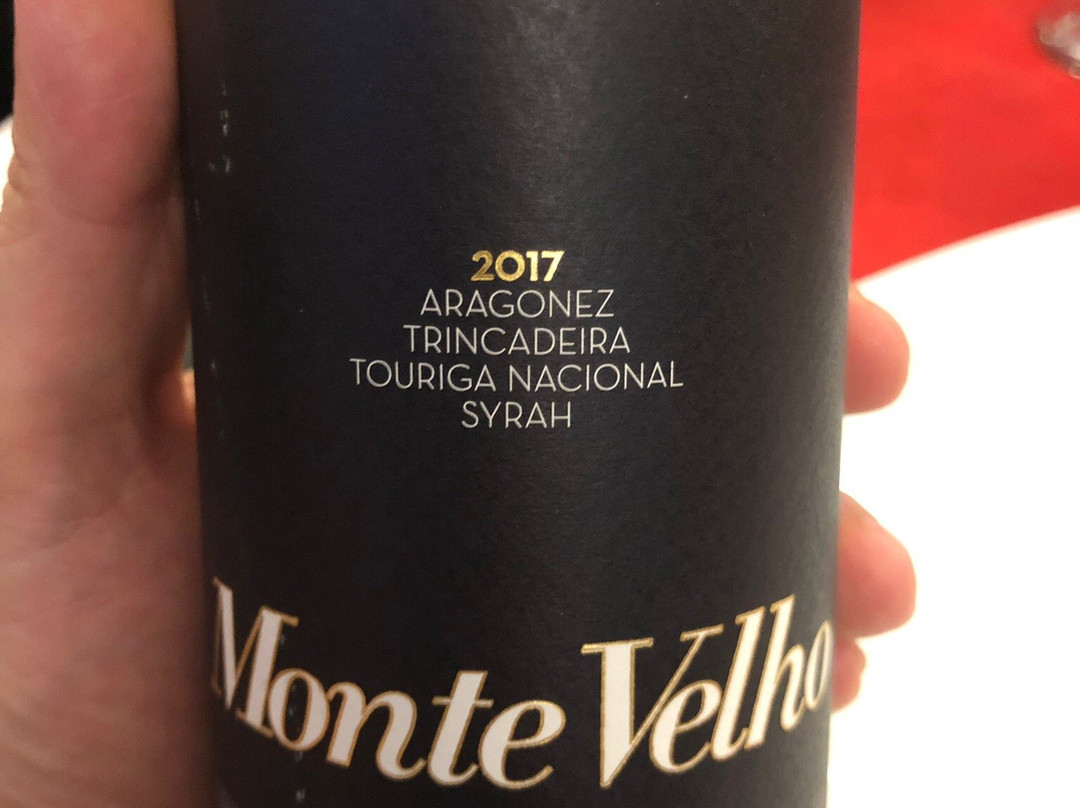 2017
ARAGONEZ
TRINCADEIRA
TOURIGA NACIONAL
SYRAH
Monte Velho